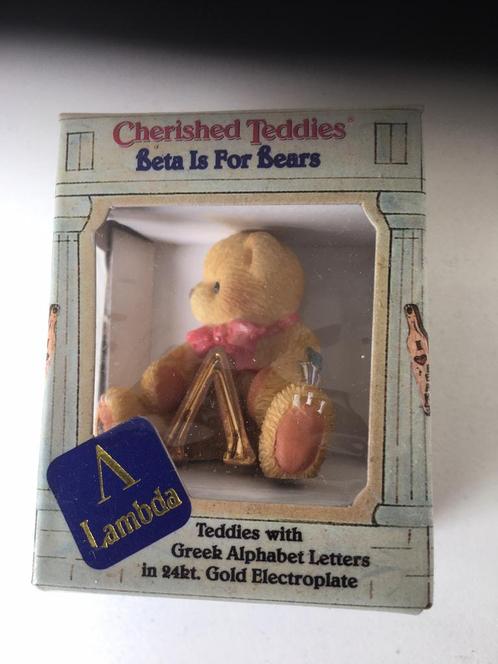 Cherished Teddies®
Beta Is For Bears
Λ
Λ
Lambda
Teddies with
Greek Alphabet Letters
in 24kt. Gold Electroplate